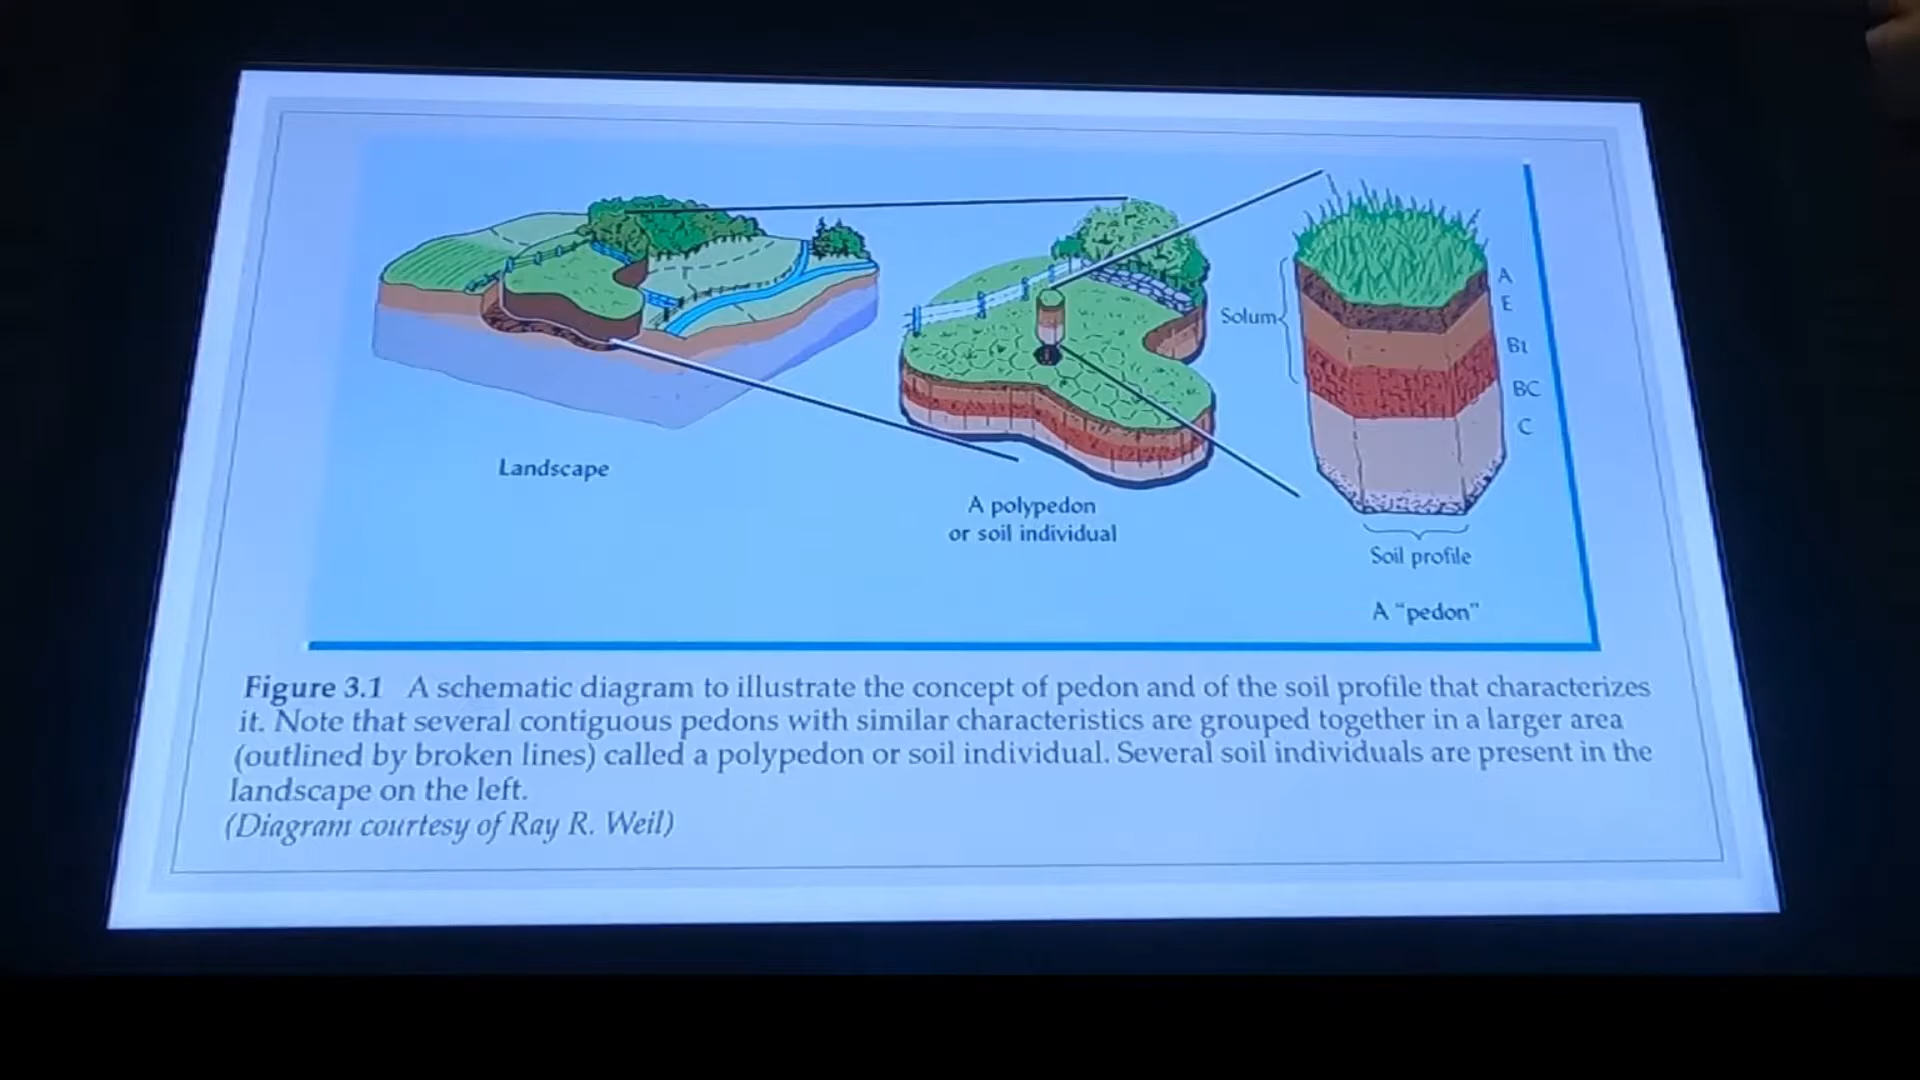 Landscape
A polypedon
or soil individual
Solum
A
E
Bt
BC
C
Soil profile
A "pedon"
Figure 3.1 A schematic diagram to illustrate the concept of pedon and of the soil profile that characterizes
it. Note that several contiguous pedons with similar characteristics are grouped together in a larger area
(outlined by broken lines) called a polypedon or soil individual. Several soil individuals are present in the
landscape on the left.
(Diagram courtesy of Ray R. Weil)